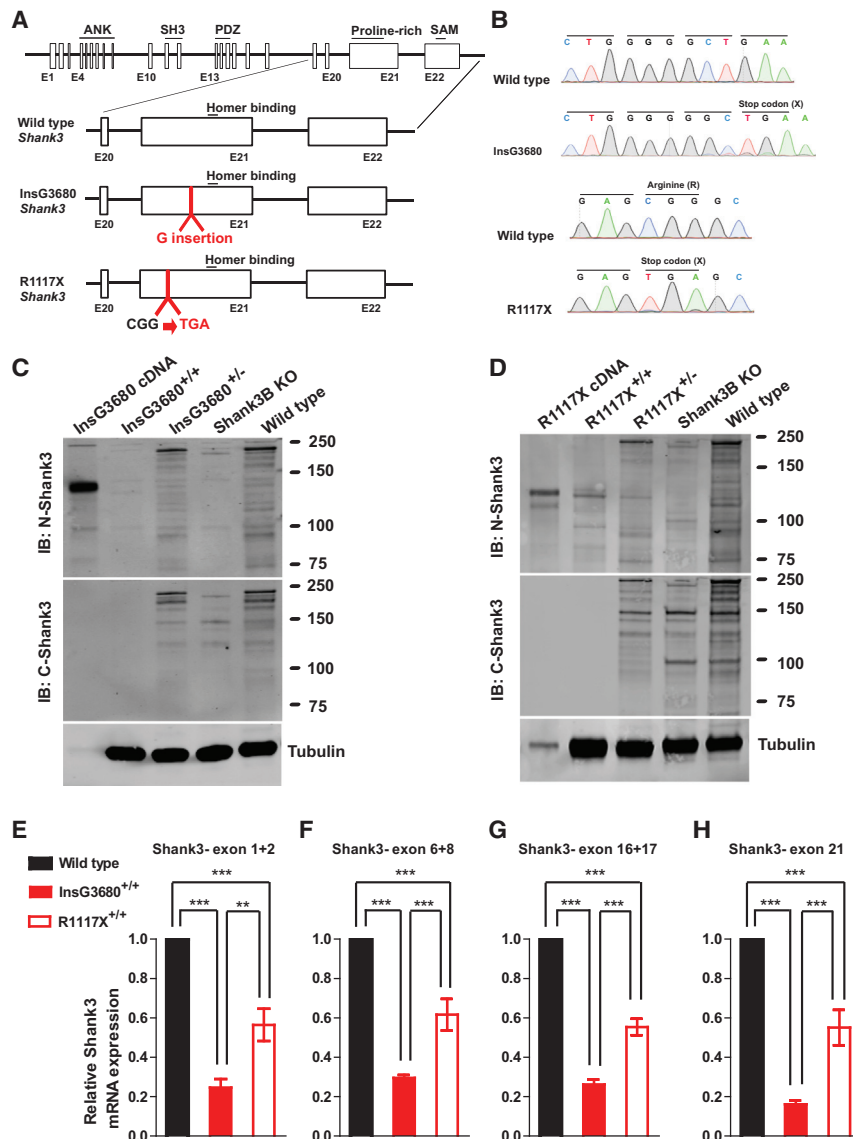 A
ANK SH3 PDZ Proline-rich SAM
E1 E4 E10 E13 E20 E21 E22
Wild type
Shank3
Homer binding
E20 E21 E22
InsG3680
Shank3
Homer binding
E20 E21 E22
G insertion
R1117X
Shank3
Homer binding
E20 E21 E22
CGG TGA
B
C T G G G G G C T G A A
Wild type
Stop codon (X)
C T G G G G G G C T G A A
InsG3680
Arginine (R)
G A G C G G G C
Wild type
Stop codon (X)
G A G T G A G C
R1117X
C
InsG3680 cDNA
InsG3680+/+
InsG3680+/-
Shank3B KO
Wild type
IB: N-Shank3
250
150
100
75
IB: C-Shank3
250
150
100
75
Tubulin
D
R1117X cDNA
R1117X+/+
R1117X+/-
Shank3B KO
Wild type
IB: N-Shank3
250
150
100
75
IB: C-Shank3
250
150
100
75
Tubulin
E
Shank3- exon 1+2
Wild type
InsG3680+/+
R1117X+/+
***
*** **
Relative Shank3
mRNA expression
1.0
0.8
0.6
0.4
0.2
0.0
F
Shank3- exon 6+8
***
*** ***
1.0
0.8
0.6
0.4
0.2
0.0
G
Shank3- exon 16+17
***
*** ***
1.0
0.8
0.6
0.4
0.2
0.0
H
Shank3- exon 21
***
*** ***
1.0
0.8
0.6
0.4
0.2
0.0